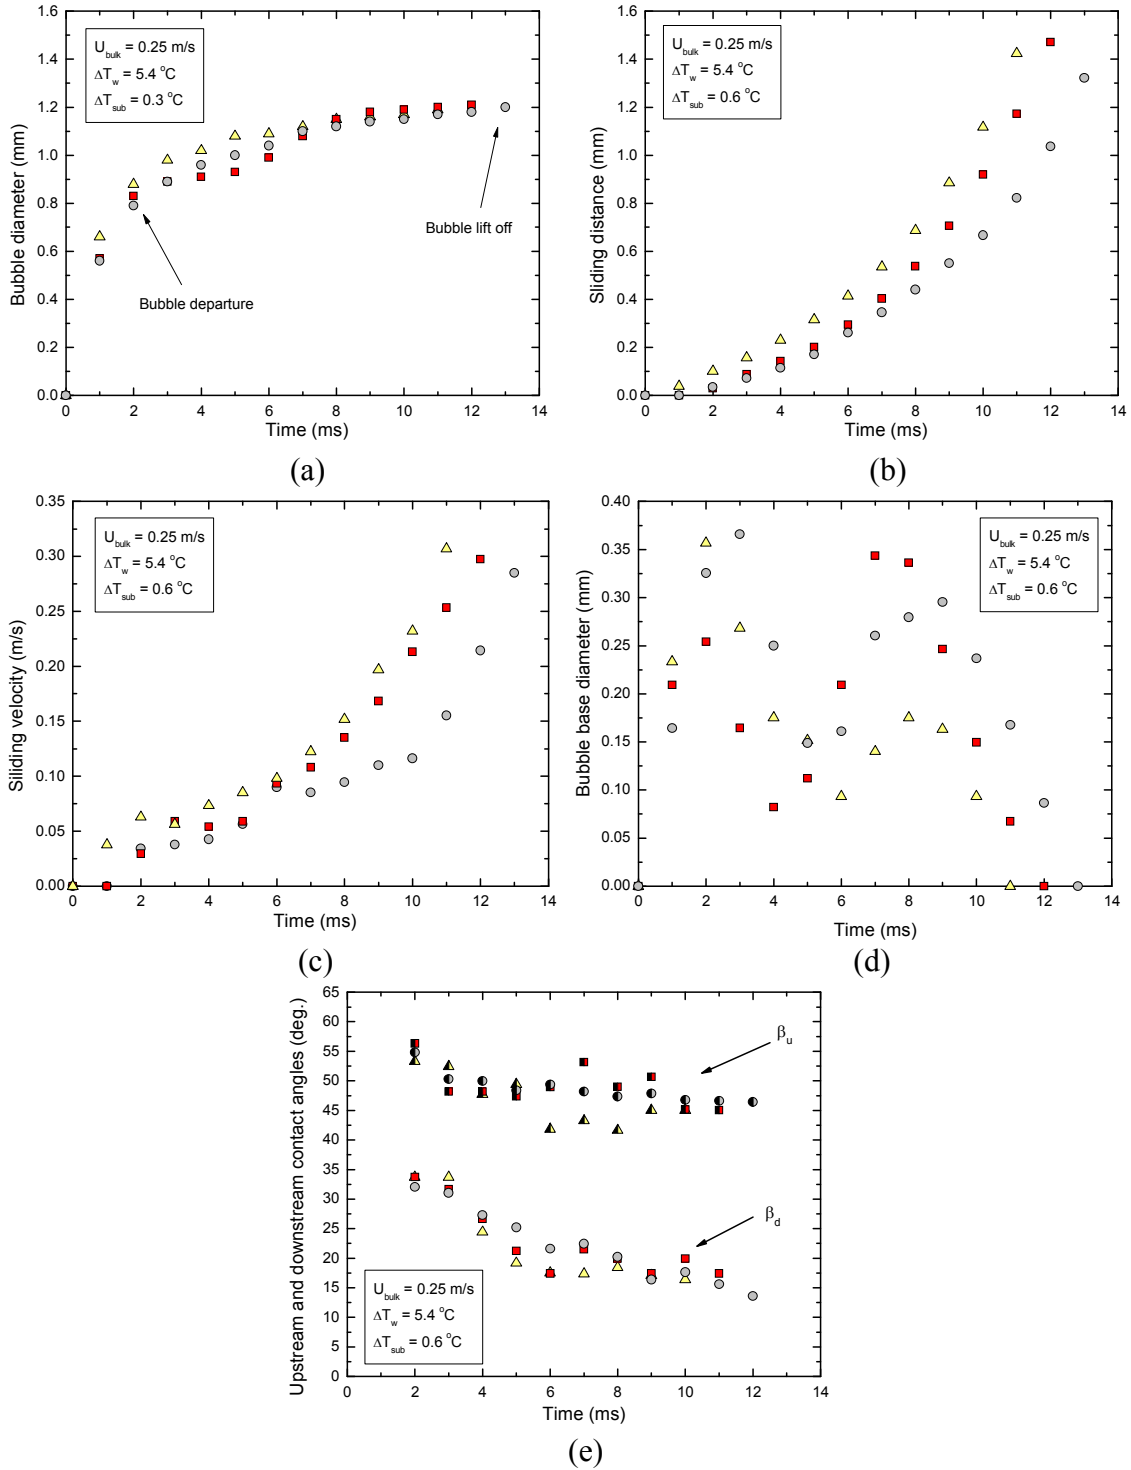 1.6
1.4
1.2
1.0
0.8
0.6
0.4
0.2
0.0
Bubble diameter (mm)
U_bulk = 0.25 m/s
ΔT_w = 5.4 °C
ΔT_sub = 0.3 °C
Bubble departure
Bubble lift off
0 2 4 6 8 10 12 14
Time (ms)
(a)
1.6
1.4
1.2
1.0
0.8
0.6
0.4
0.2
0.0
Sliding distance (mm)
U_bulk = 0.25 m/s
ΔT_w = 5.4 °C
ΔT_sub = 0.6 °C
0 2 4 6 8 10 12 14
Time (ms)
(b)
0.35
0.30
0.25
0.20
0.15
0.10
0.05
0.00
Siliding velocity (m/s)
U_bulk = 0.25 m/s
ΔT_w = 5.4 °C
ΔT_sub = 0.6 °C
0 2 4 6 8 10 12 14
Time (ms)
(c)
0.40
0.35
0.30
0.25
0.20
0.15
0.10
0.05
0.00
Bubble base diameter (mm)
U_bulk = 0.25 m/s
ΔT_w = 5.4 °C
ΔT_sub = 0.6 °C
0 2 4 6 8 10 12 14
Time (ms)
(d)
65
60
55
50
45
40
35
30
25
20
15
10
5
0
Upstream and downstream contact angles (deg.)
β_u
β_d
U_bulk = 0.25 m/s
ΔT_w = 5.4 °C
ΔT_sub = 0.6 °C
0 2 4 6 8 10 12 14
Time (ms)
(e)